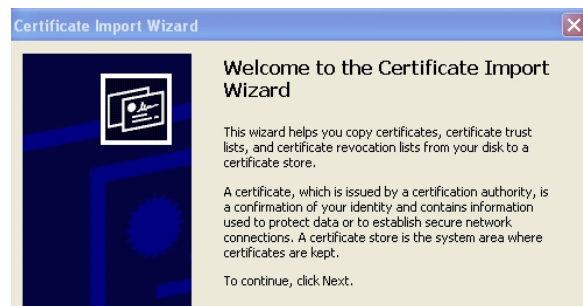 Certificate Import Wizard
Welcome to the Certificate Import
Wizard
This wizard helps you copy certificates, certificate trust
lists, and certificate revocation lists from your disk to a
certificate store.
A certificate, which is issued by a certification authority, is
a confirmation of your identity and contains information
used to protect data or to establish secure network
connections. A certificate store is the system area where
certificates are kept.
To continue, click Next.